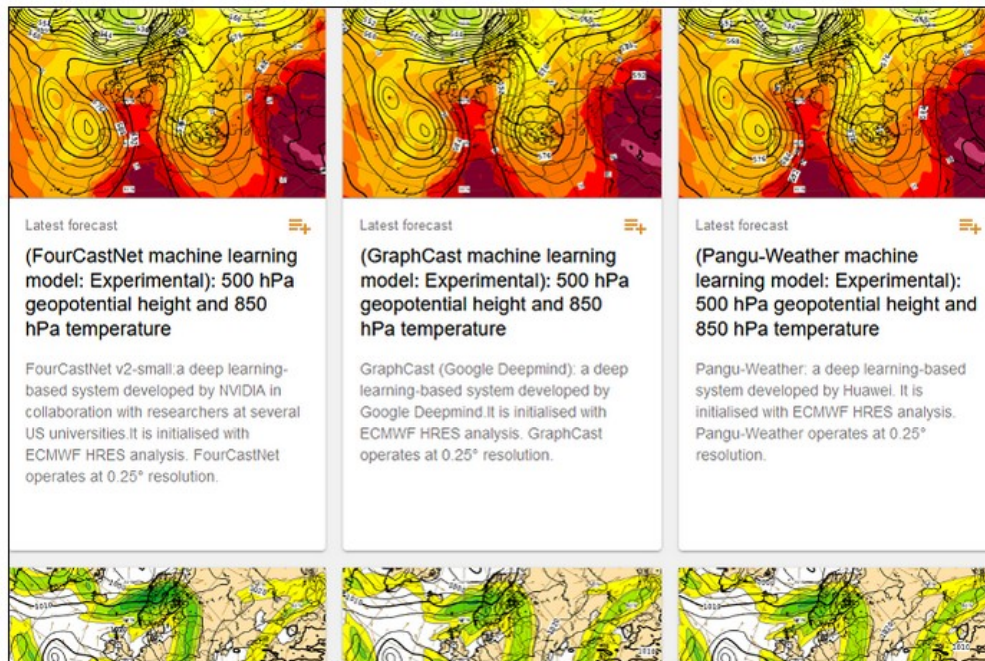 Latest forecast
(FourCastNet machine learning
model: Experimental): 500 hPa
geopotential height and 850
hPa temperature
FourCastNet v2-small:a deep learning-
based system developed by NVIDIA in
collaboration with researchers at several
US universities.It is initialised with
ECMWF HRES analysis. FourCastNet
operates at 0.25° resolution.
Latest forecast
(GraphCast machine learning
model: Experimental): 500 hPa
geopotential height and 850
hPa temperature
GraphCast (Google Deepmind): a deep
learning-based system developed by
Google Deepmind.It is initialised with
ECMWF HRES analysis. GraphCast
operates at 0.25° resolution.
Latest forecast
(Pangu-Weather machine
learning model: Experimental):
500 hPa geopotential height and
850 hPa temperature
Pangu-Weather: a deep learning-based
system developed by Huawei. It is
initialised with ECMWF HRES analysis.
Pangu-Weather operates at 0.25°
resolution.